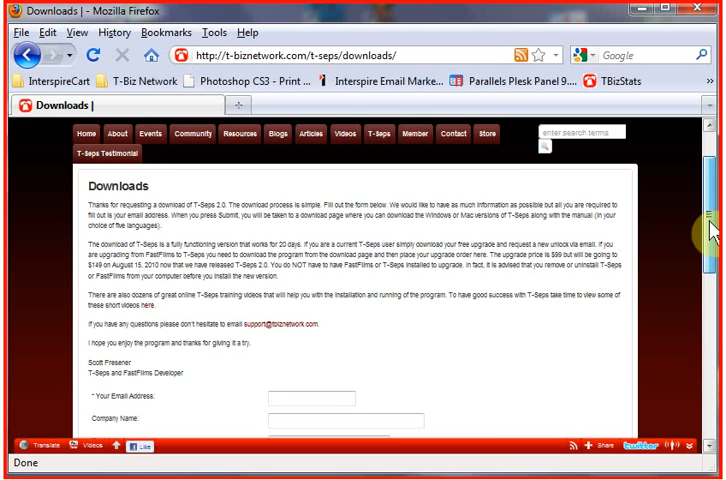 Downloads | - Mozilla Firefox
File Edit View History Bookmarks Tools Help
http://t-biznetwork.com/t-seps/downloads/ Google
InterspireCart T-Biz Network Photoshop CS3 - Print ... Interspire Email Marke... Parallels Plesk Panel 9.... TBizStats
Downloads |
Home About Events Community Resources Blogs Articles Videos T-Seps Member Contact Store
enter search terms
T-Seps Testimonial
Downloads
Thanks for requesting a download of T-Seps 2.0. The download process is simple. Fill out the form below. We would like to have as much information as possible but all you are required to
fill out is your email address. When you press Submit, you will be taken to a download page where you can download the Windows or Mac versions of T-Seps along with the manual (in your
choice of five languages).
The download of T-Seps is a fully functioning version that works for 20 days. If you are a current T-Seps user simply download your free upgrade and request a new unlock via email. If you
are upgrading from FastFilms to T-Seps you need to download the program from the download page and then place your upgrade order here. The upgrade price is $99 but will be going to
$149 on August 15, 2010 now that we have released T-Seps 2.0. You do NOT have to have FastFilms or T-Seps installed to upgrade. In fact, it is advised that you remove or uninstall T-Seps
or FastFilms from your computer before you install the new version.
There are also dozens of great online T-Seps training videos that will help you with the installation and running of the program. To have good success with T-Seps take time to view some of
these short videos here.
If you have any questions please don't hesitate to email support@tbiznetwork.com.
I hope you enjoy the program and thanks for giving it a try.
Scott Fresener
T-Seps and FastFilms Developer
* Your Email Address:
Company Name:
Translate Videos Like Share twitter
Done